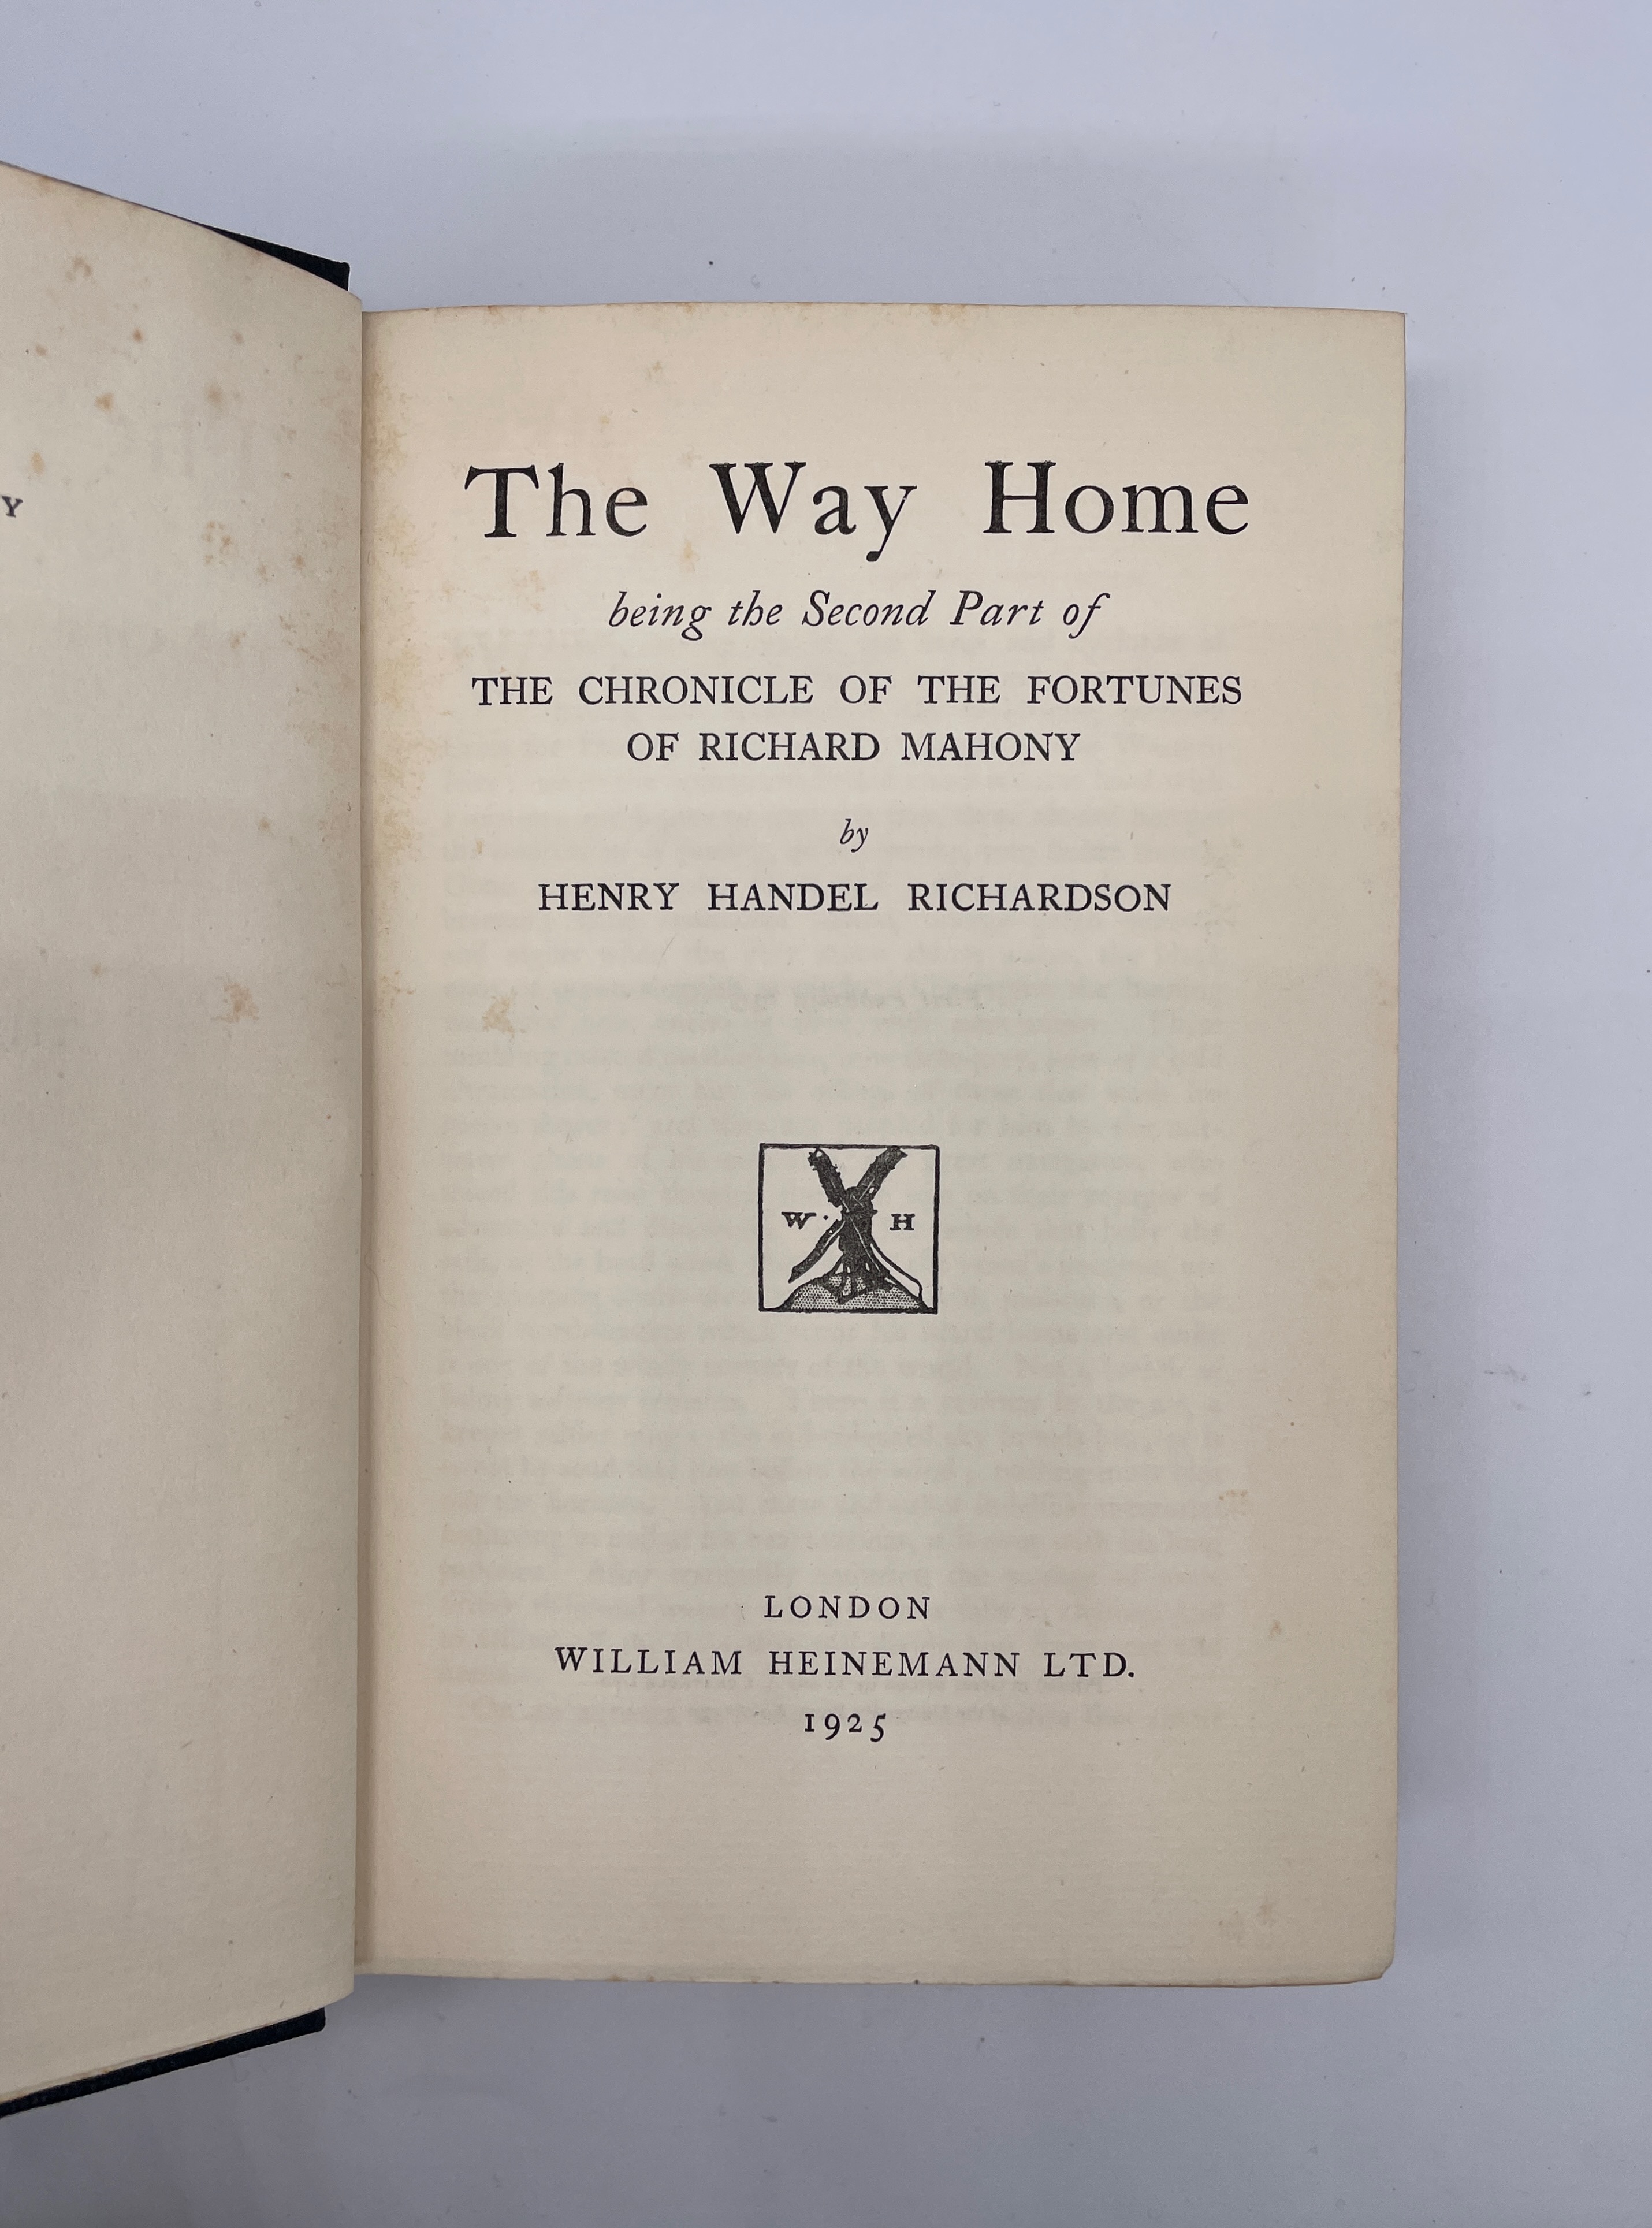 Y
The Way Home
being the Second Part of
THE CHRONICLE OF THE FORTUNES
OF RICHARD MAHONY
by
HENRY HANDEL RICHARDSON
W. H
LONDON
WILLIAM HEINEMANN LTD.
1925